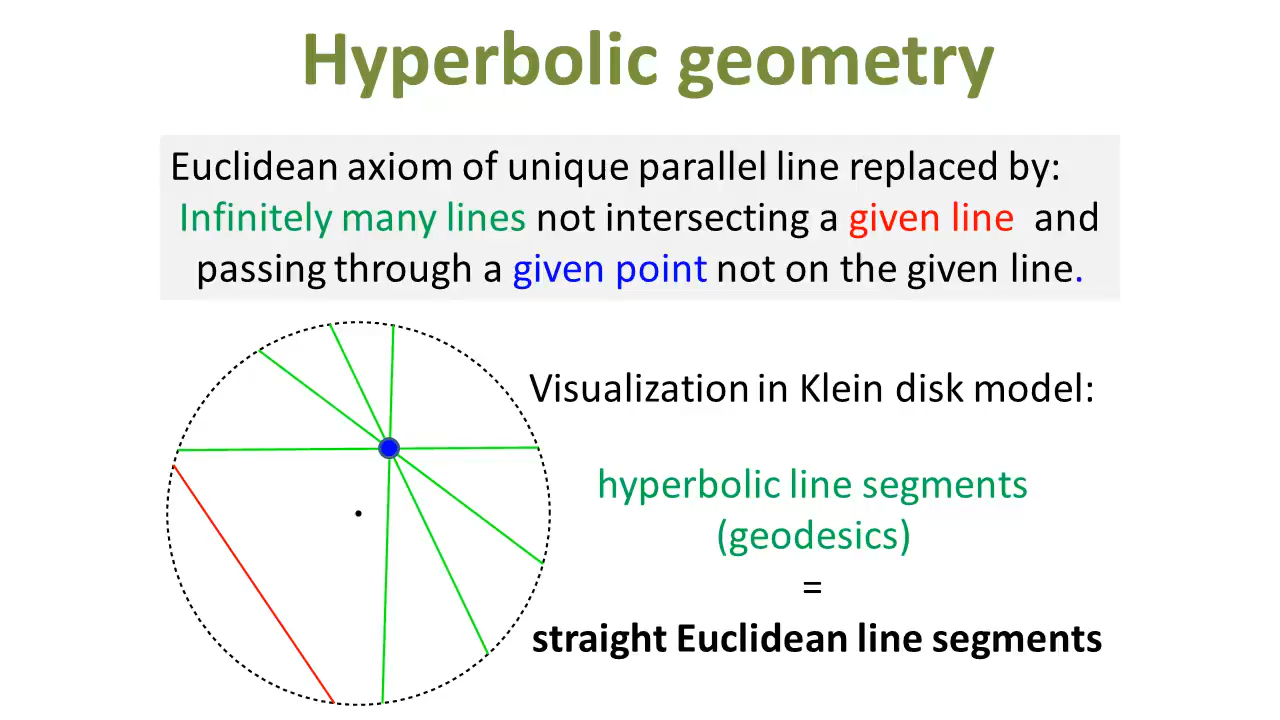 Hyperbolic geometry
Euclidean axiom of unique parallel line replaced by:
Infinitely many lines not intersecting a given line and
passing through a given point not on the given line.
Visualization in Klein disk model:
hyperbolic line segments
(geodesics)
=
straight Euclidean line segments